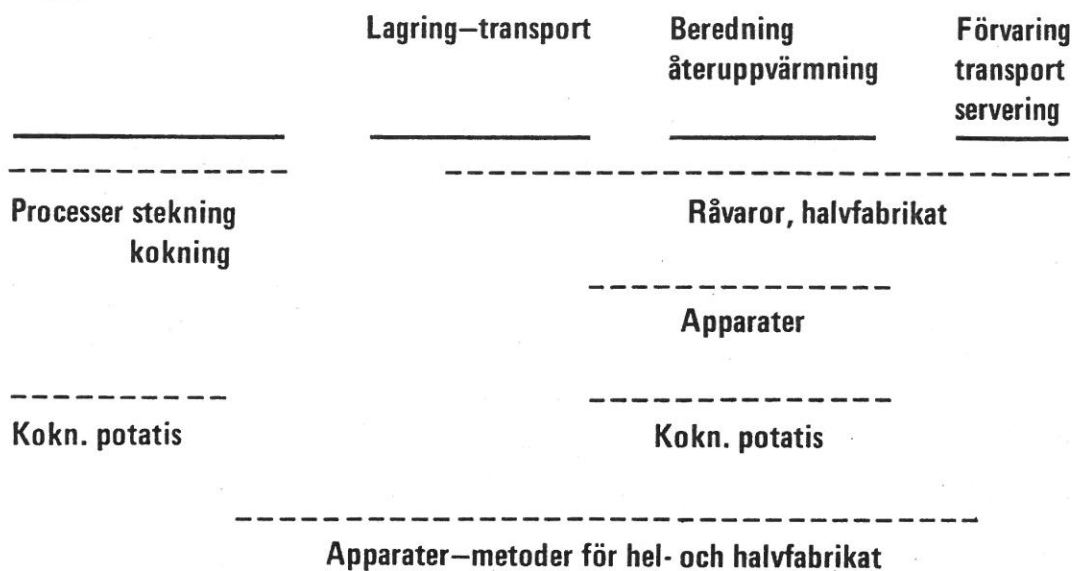 Lagring–transport
Beredning
återuppvärmning
Förvaring
transport
servering
Processer stekning
kokning
Råvaror, halvfabrikat
Apparater
Kokn. potatis
Kokn. potatis
Apparater–metoder för hel- och halvfabrikat